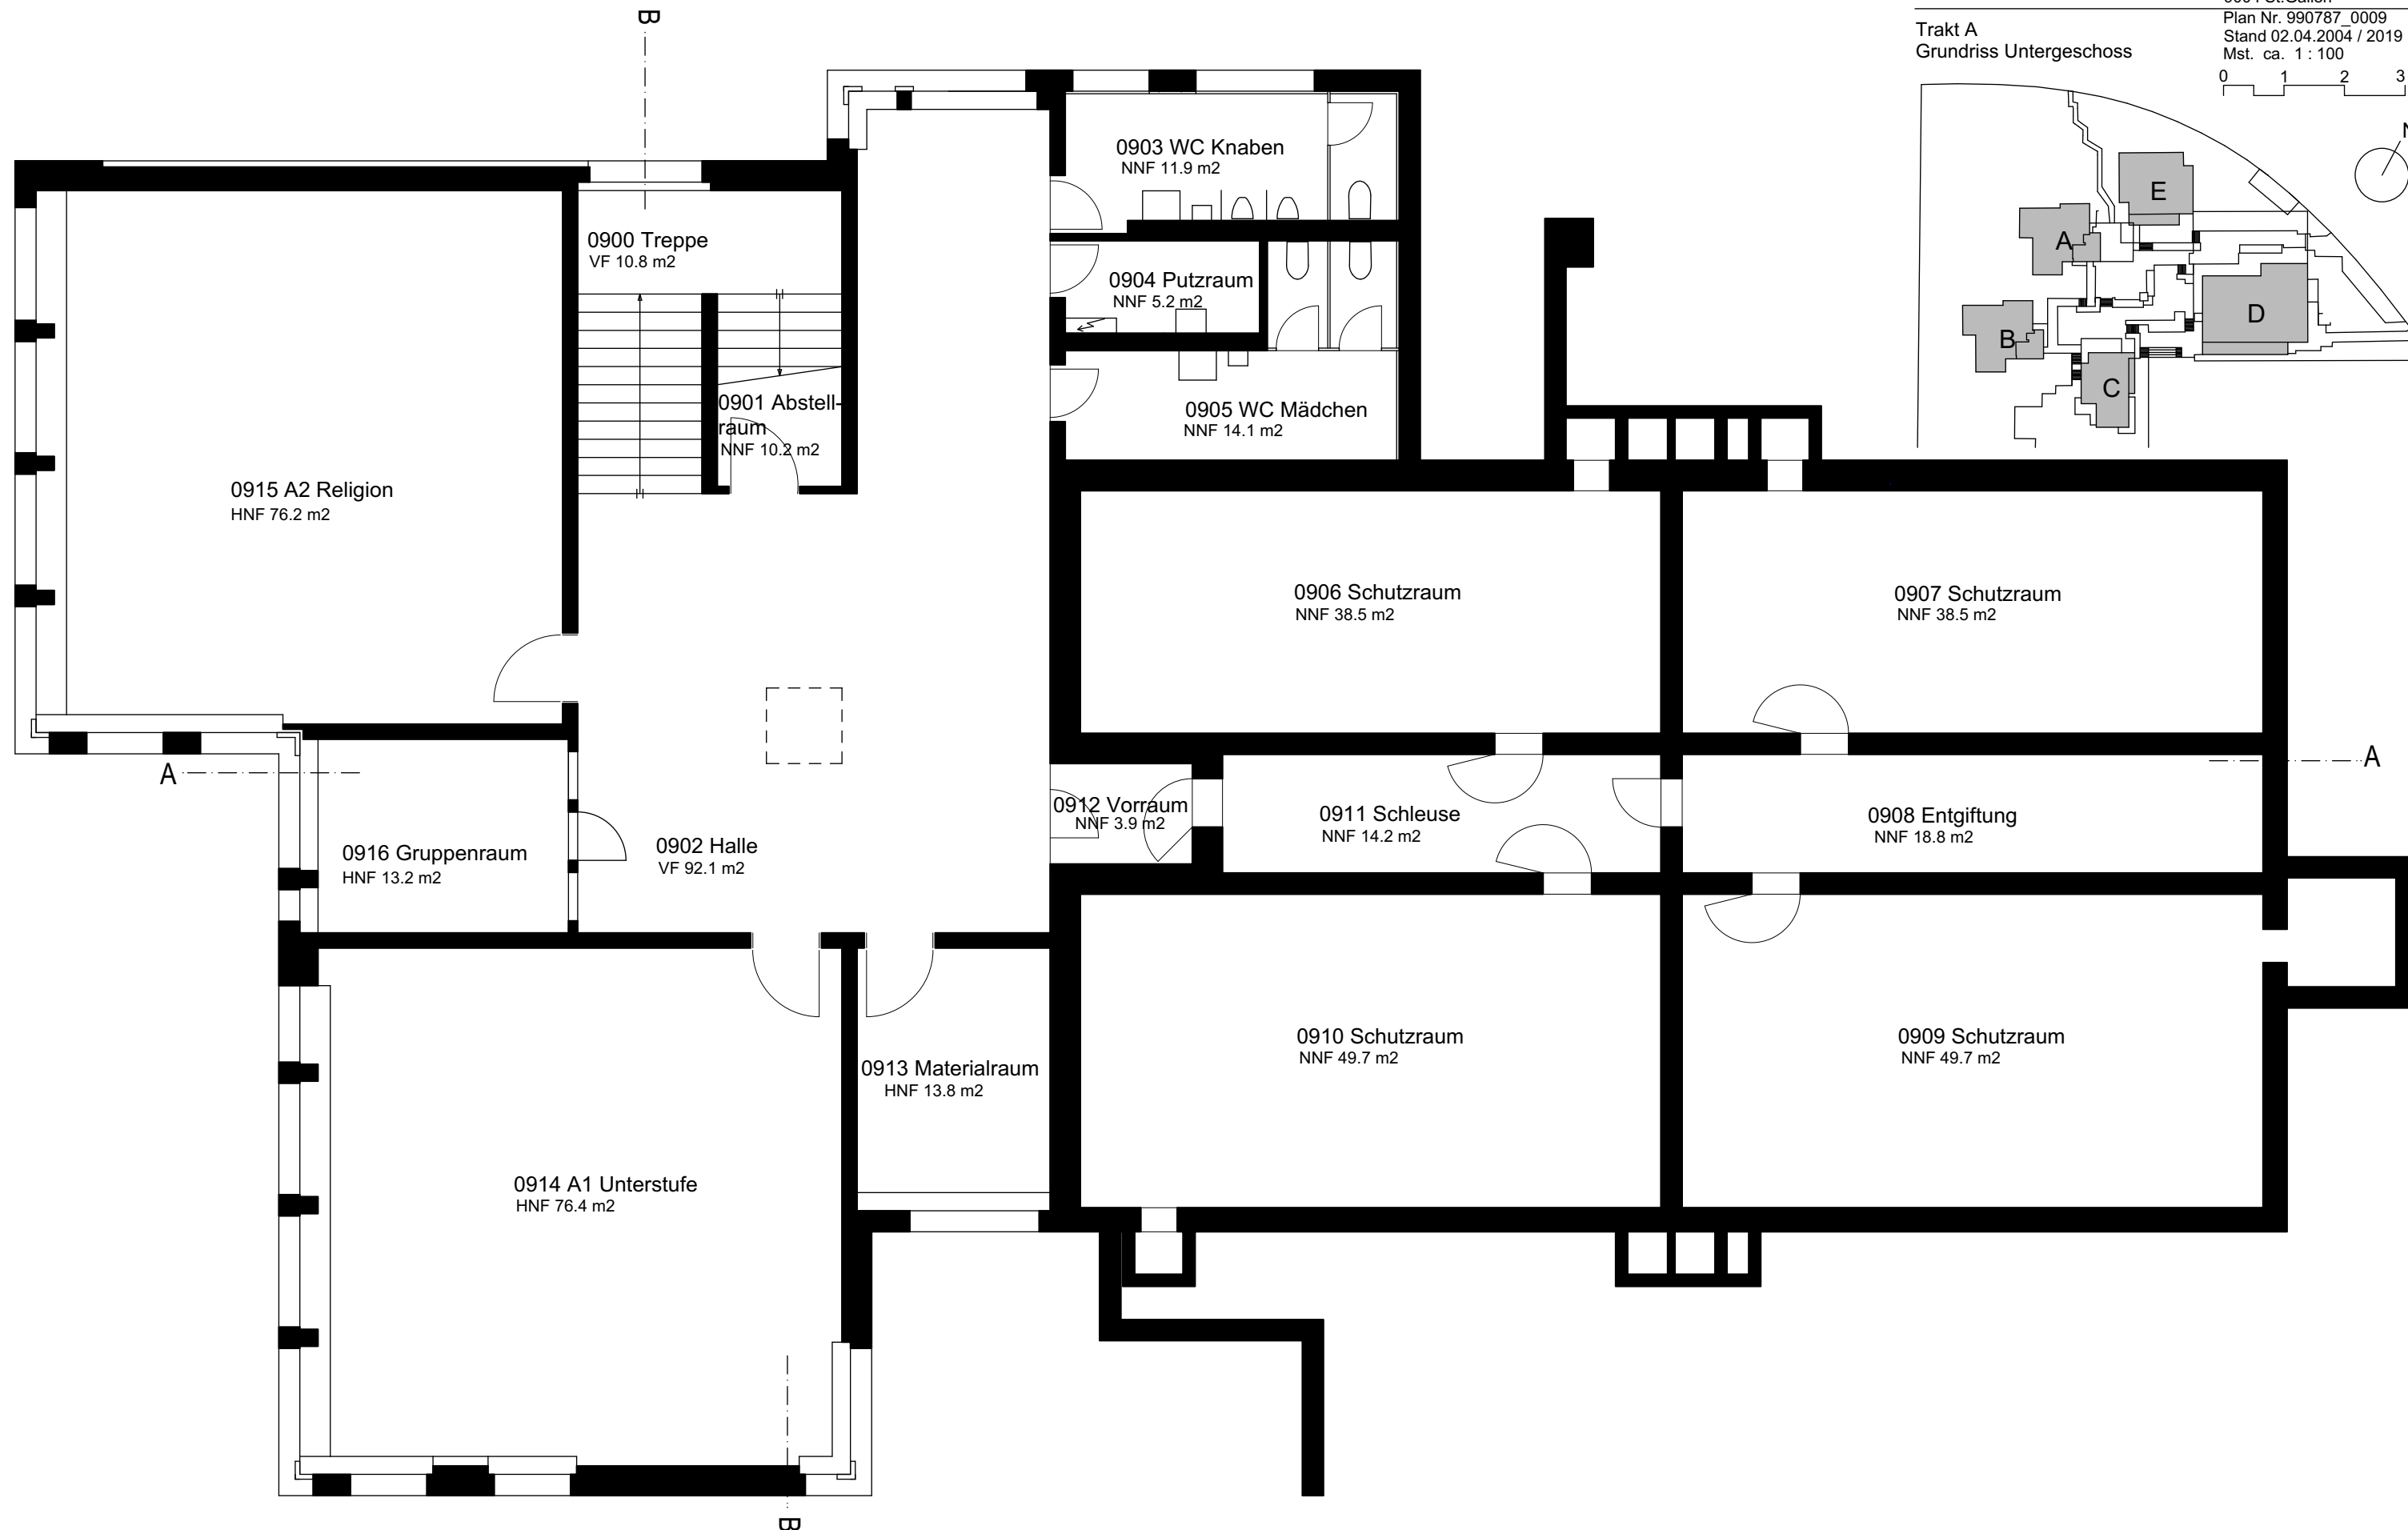 B
Trakt A
Grundriss Untergeschoss
Plan Nr. 990787_0009
Stand 02.04.2004 / 2019
Mst. ca. 1 : 100
0 1 2 3
E
A
D
B
C
0903 WC Knaben
NNF 11.9 m2
0900 Treppe
VF 10.8 m2
0904 Putzraum
NNF 5.2 m2
0901 Abstell-
raum
NNF 10.2 m2
0905 WC Mädchen
NNF 14.1 m2
0915 A2 Religion
HNF 76.2 m2
0906 Schutzraum
NNF 38.5 m2
0907 Schutzraum
NNF 38.5 m2
A
A
0912 Vorraum
NNF 3.9 m2
0911 Schleuse
NNF 14.2 m2
0908 Entgiftung
NNF 18.8 m2
0916 Gruppenraum
HNF 13.2 m2
0902 Halle
VF 92.1 m2
0910 Schutzraum
NNF 49.7 m2
0909 Schutzraum
NNF 49.7 m2
0913 Materialraum
HNF 13.8 m2
0914 A1 Unterstufe
HNF 76.4 m2
B